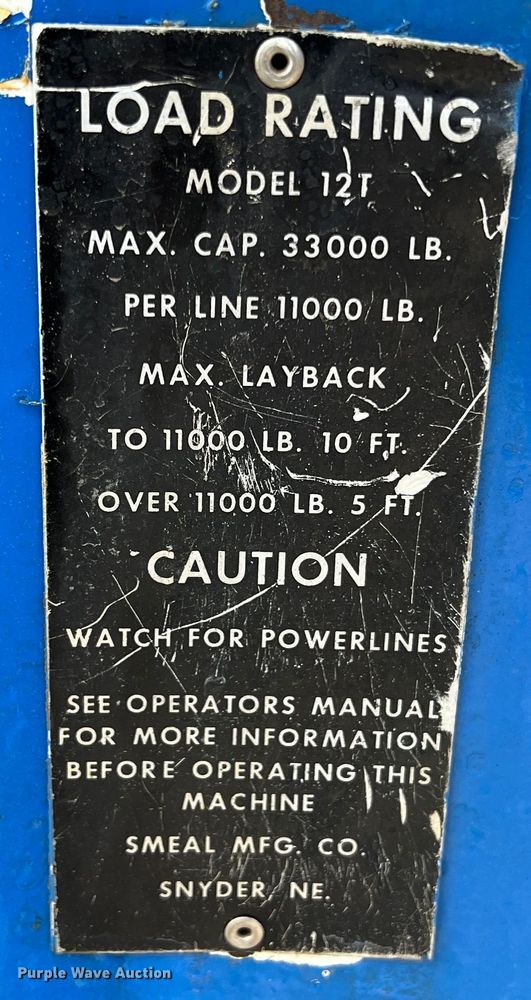 LOAD RATING
MODEL 12T
MAX. CAP. 33000 LB.
PER LINE 11000 LB.
MAX. LAYBACK
TO 11000 LB. 10 FT.
OVER 11000 LB. 5 FT.
CAUTION
WATCH FOR POWERLINES
SEE OPERATORS MANUAL
FOR MORE INFORMATION
BEFORE OPERATING THIS
MACHINE
SMEAL MFG. CO.
SNYDER, NE.
Purple Wave Auction